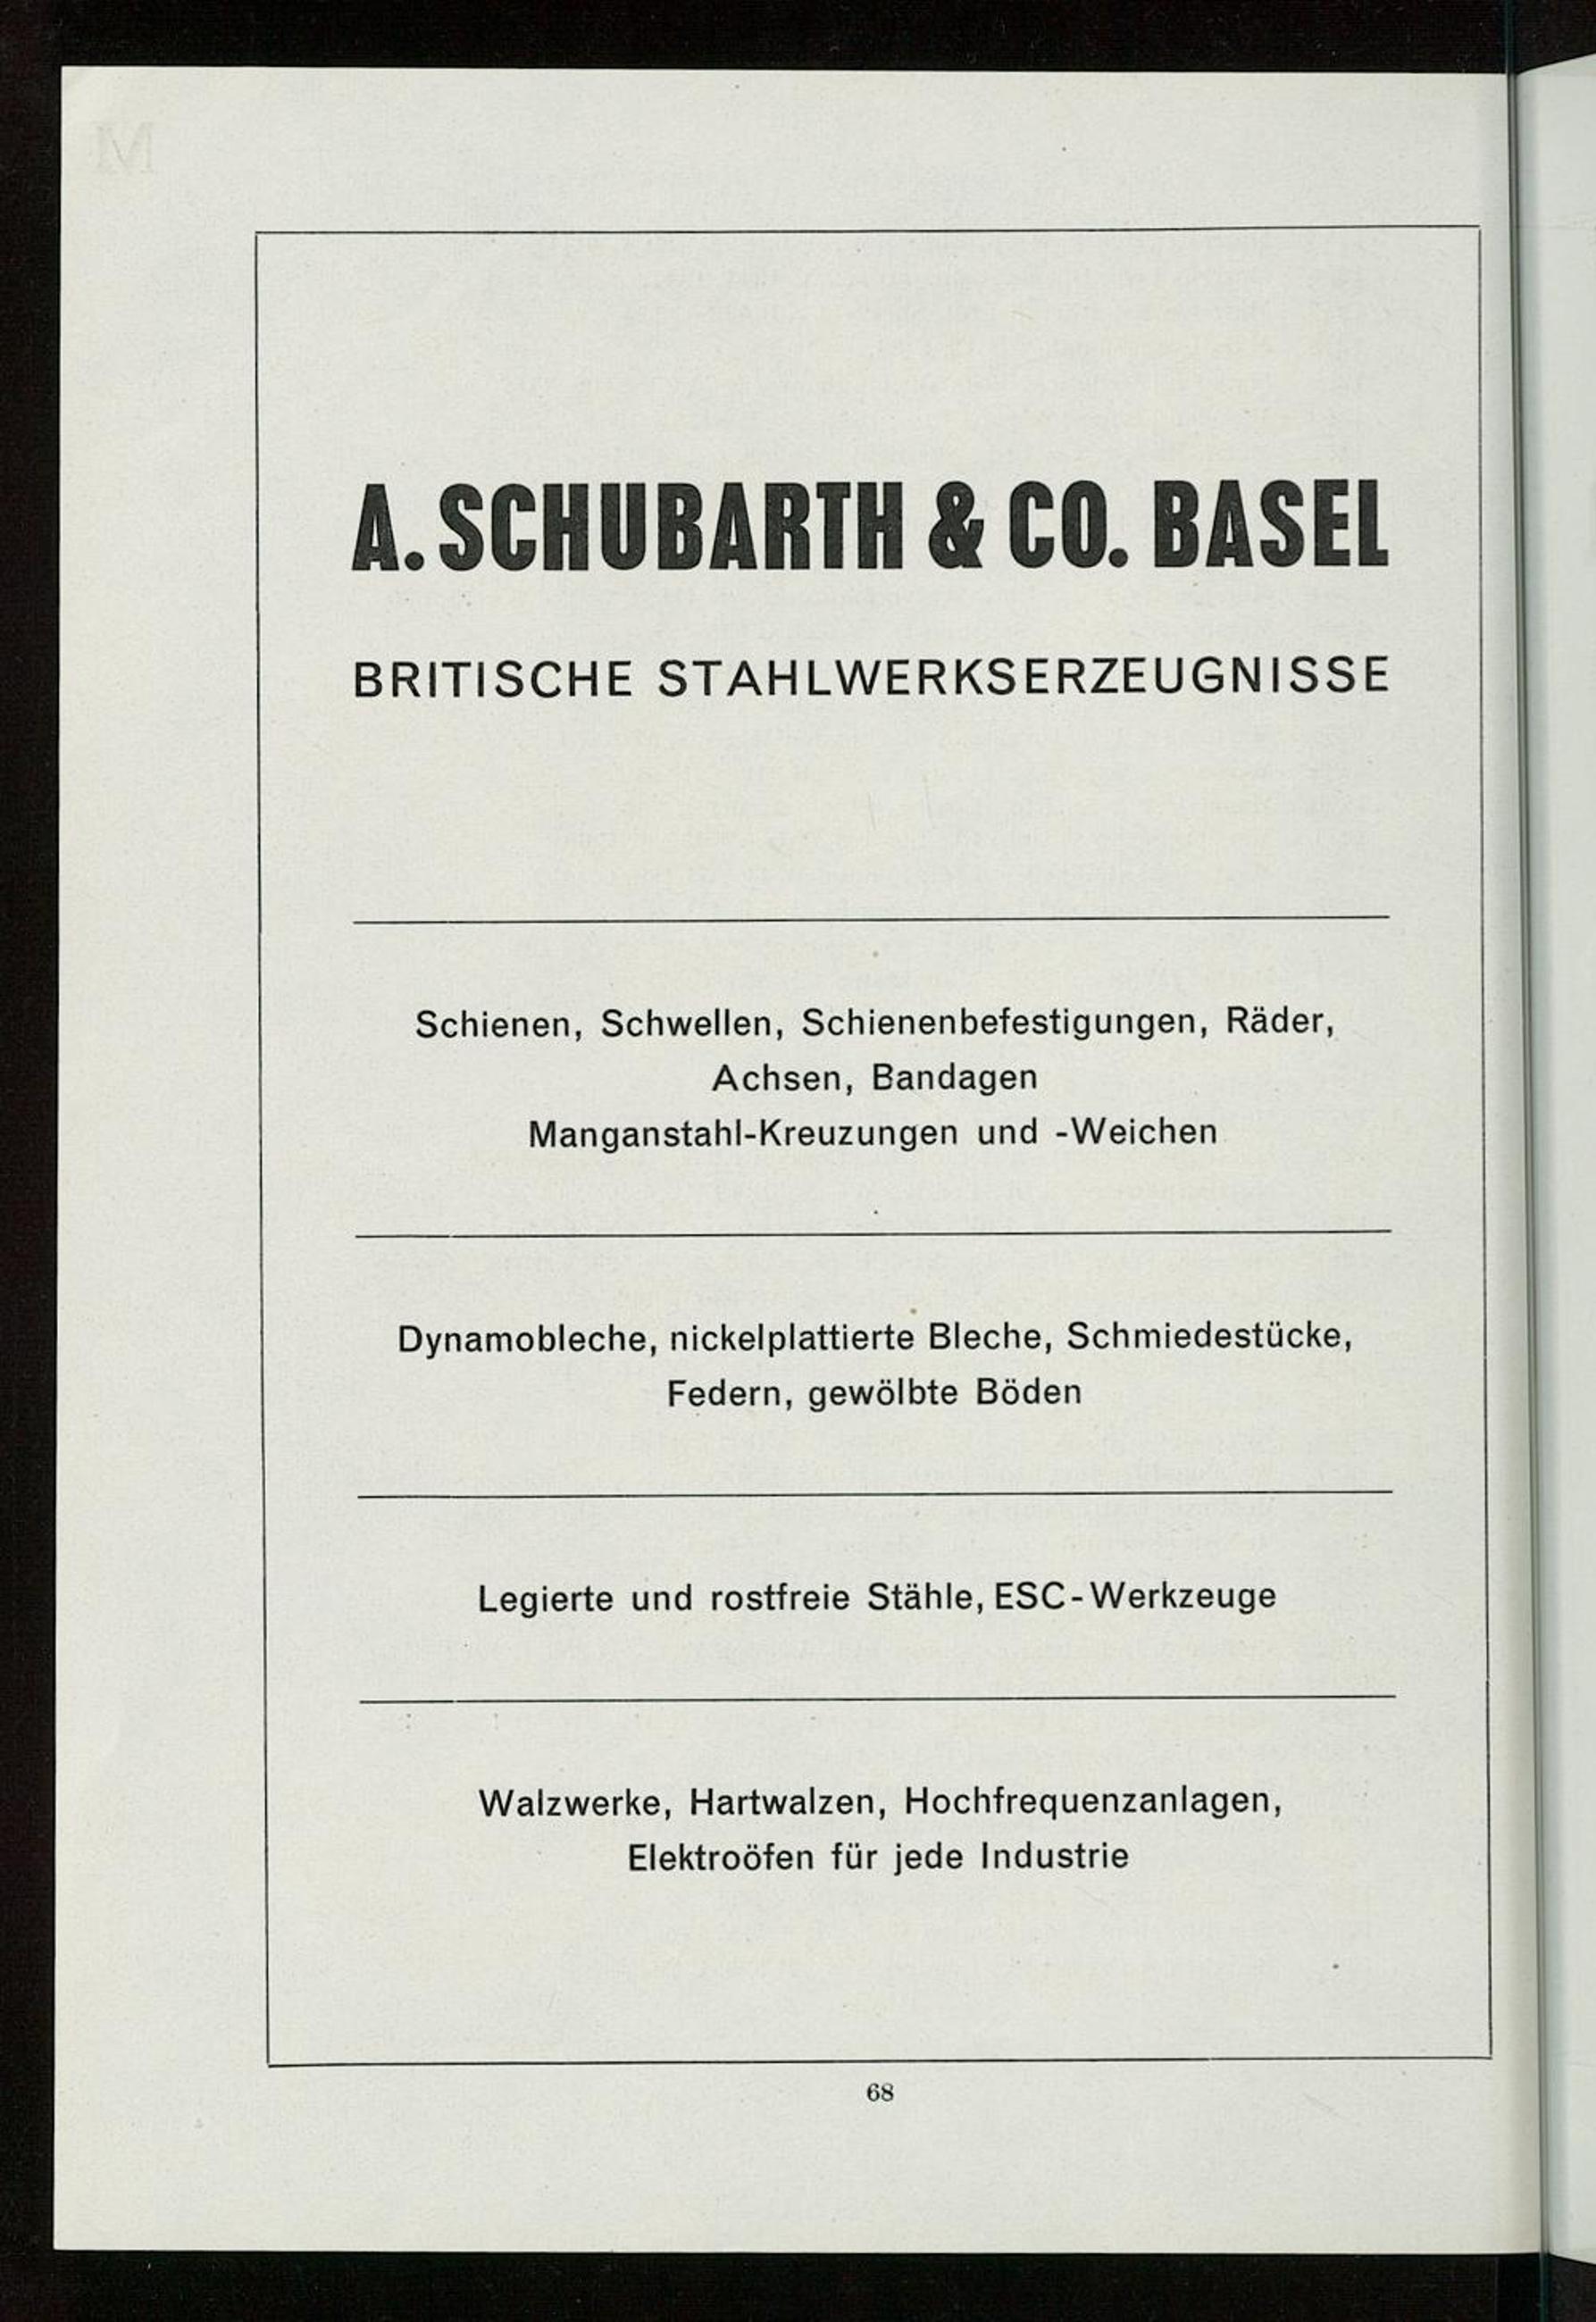 A. SCHUBARTH & CO. BASEL
BRITISCHE STAHLWERKSERZEUGNISSE
Schienen, Schwellen, Schienenbefestigungen, Räder,
Achsen, Bandagen
Manganstahl-Kreuzungen und -Weichen
Dynamobleche, nickelplattierte Bleche, Schmiedestücke,
Federn, gewölbte Böden
Legierte und rostfreie Stähle, ESC-Werkzeuge
Walzwerke, Hartwalzen, Hochfrequenzanlagen,
Elektroöfen für jede Industrie
68